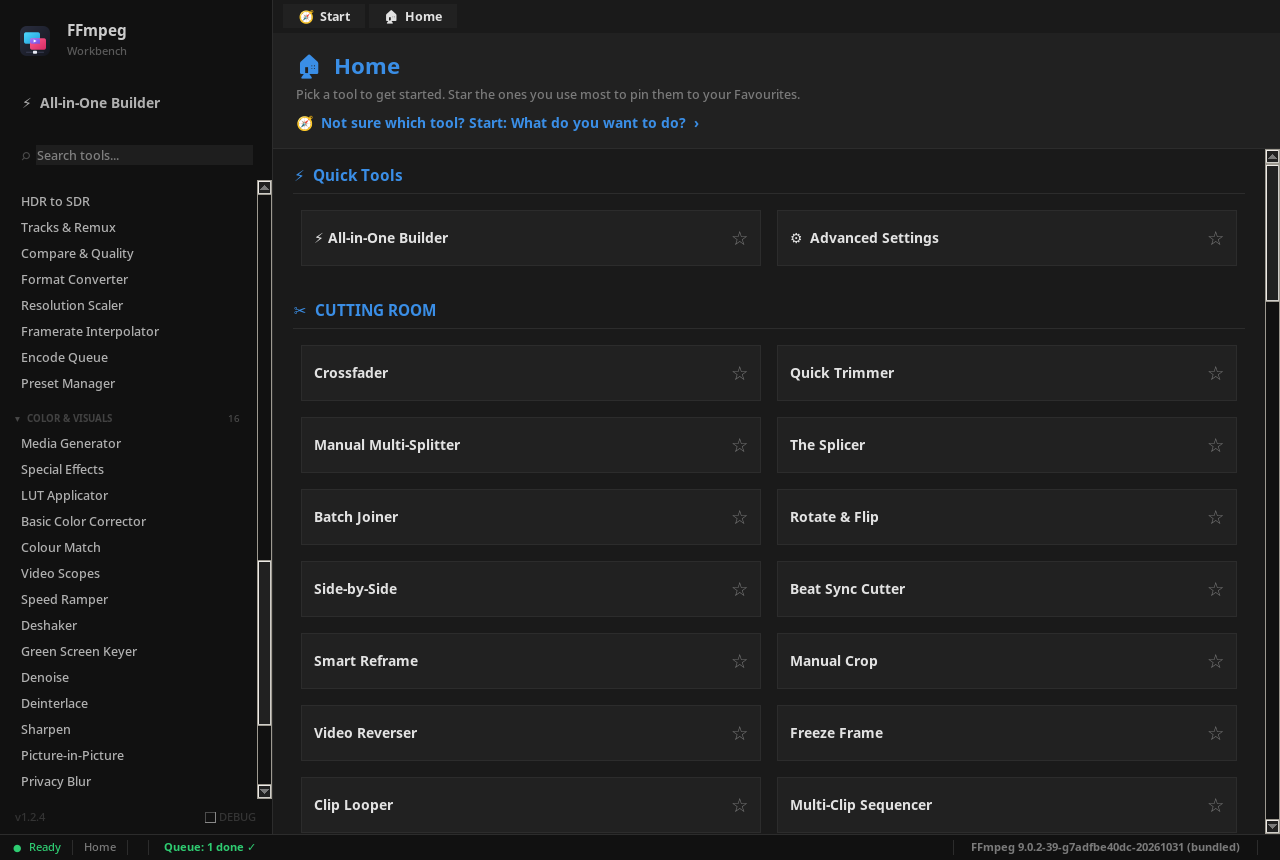 FFmpeg
Workbench
⚡ All-in-One Builder
Search tools...
HDR to SDR
Tracks & Remux
Compare & Quality
Format Converter
Resolution Scaler
Framerate Interpolator
Encode Queue
Preset Manager
▾ COLOR & VISUALS 16
Media Generator
Special Effects
LUT Applicator
Basic Color Corrector
Colour Match
Video Scopes
Speed Ramper
Deshaker
Green Screen Keyer
Denoise
Deinterlace
Sharpen
Picture-in-Picture
Privacy Blur
v1.2.4 DEBUG
🧭 Start 🏠 Home
🏠 Home
Pick a tool to get started. Star the ones you use most to pin them to your Favourites.
🧭 Not sure which tool? Start: What do you want to do? ›
⚡ Quick Tools
⚡ All-in-One Builder ☆ ⚙ Advanced Settings ☆
✂ CUTTING ROOM
Crossfader ☆ Quick Trimmer ☆
Manual Multi-Splitter ☆ The Splicer ☆
Batch Joiner ☆ Rotate & Flip ☆
Side-by-Side ☆ Beat Sync Cutter ☆
Smart Reframe ☆ Manual Crop ☆
Video Reverser ☆ Freeze Frame ☆
Clip Looper ☆ Multi-Clip Sequencer ☆
● Ready Home Queue: 1 done ✓ FFmpeg 9.0.2-39-g7adfbe40dc-20261031 (bundled)